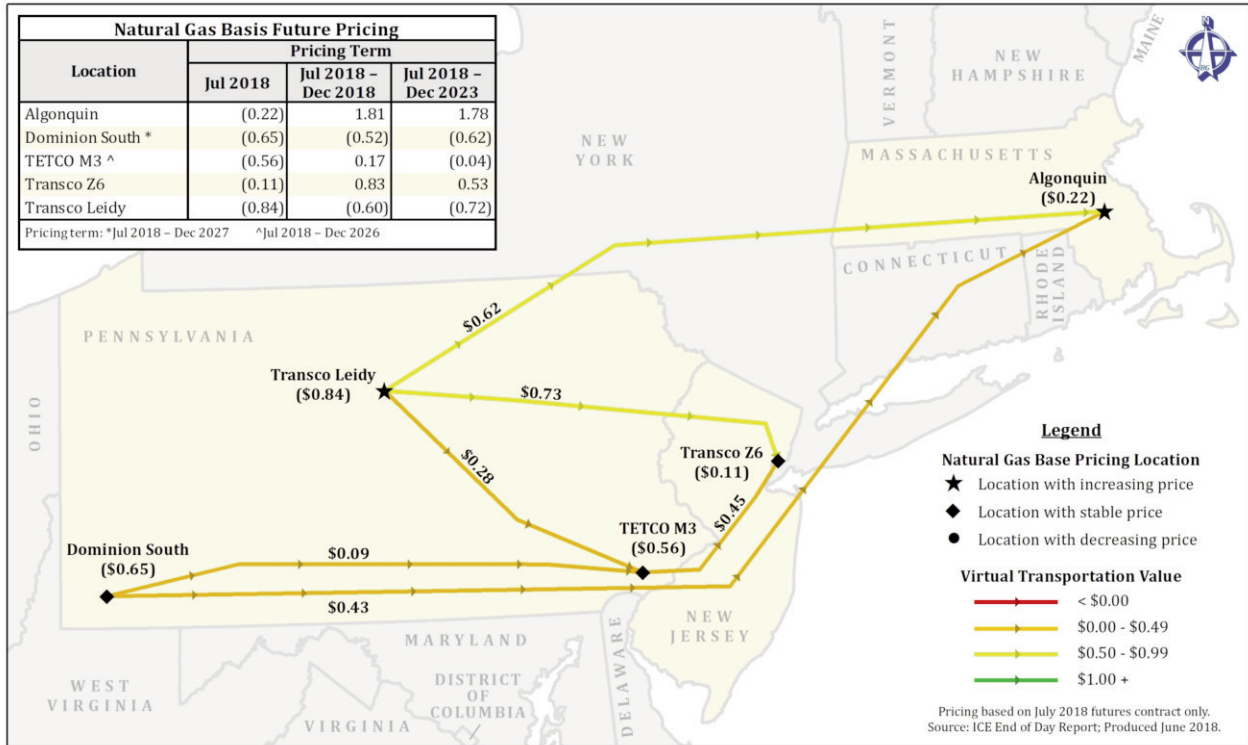 Natural Gas Basis Future Pricing
Location
Pricing Term
Jul 2018
Jul 2018 –
Dec 2018
Jul 2018 –
Dec 2023
Algonquin (0.22) 1.81 1.78
Dominion South * (0.65) (0.52) (0.62)
TETCO M3 ^ (0.56) 0.17 (0.04)
Transco Z6 (0.11) 0.83 0.53
Transco Leidy (0.84) (0.60) (0.72)
Pricing term: *Jul 2018 – Dec 2027 ^Jul 2018 – Dec 2026
VERMONT
NEW
HAMPSHIRE
MAINE
NEW
YORK
MASSACHUSETTS
Algonquin
($0.22)
CONNECTICUT
RHODE
ISLAND
PENNSYLVANIA
$0.62
Transco Leidy
($0.84)
$0.73
OHIO
$0.28
Transco Z6
($0.11)
$0.45
TETCO M3
($0.56)
Dominion South
($0.65)
$0.09
$0.43
NEW
JERSEY
MARYLAND
DELAWARE
WEST
VIRGINIA
DISTRICT
OF
COLUMBIA
VIRGINIA
Legend
Natural Gas Base Pricing Location
Location with increasing price
Location with stable price
Location with decreasing price
Virtual Transportation Value
< $0.00
$0.00 - $0.49
$0.50 - $0.99
$1.00 +
Pricing based on July 2018 futures contract only.
Source: ICE End of Day Report; Produced June 2018.